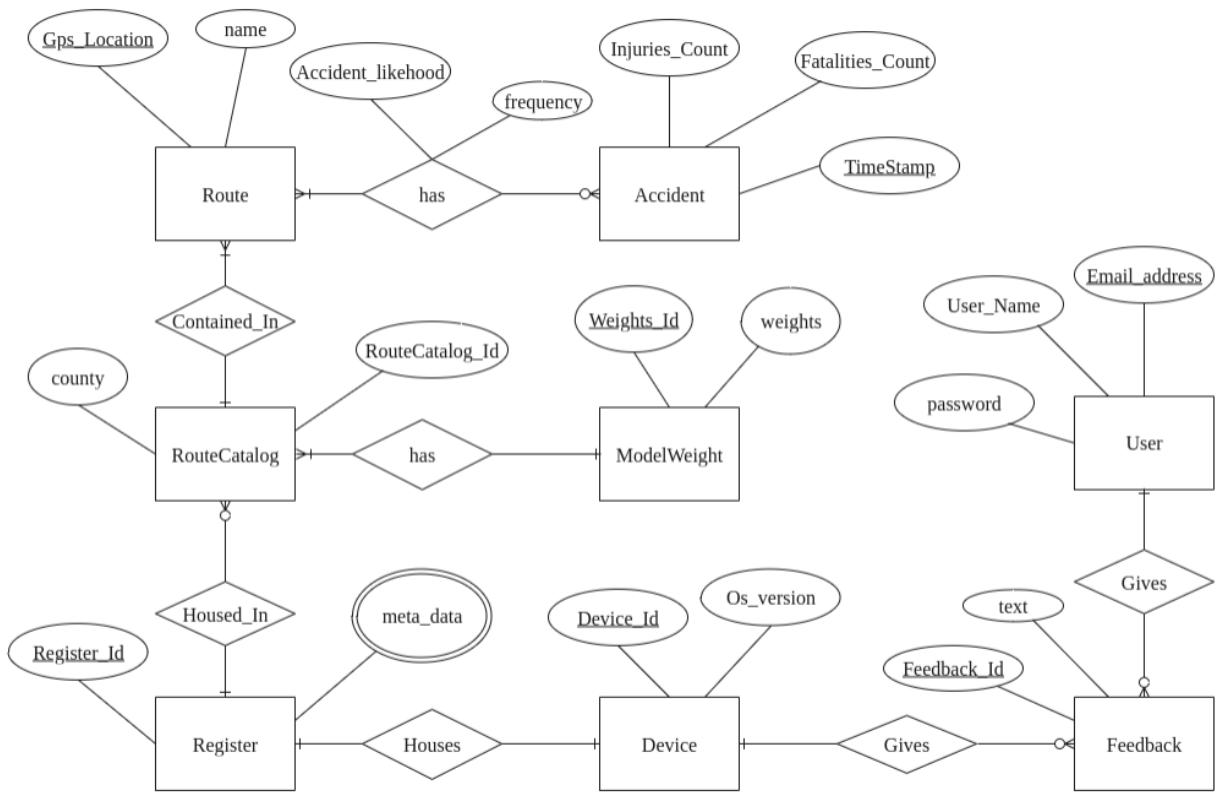 Gps_Location
name
Accident_likehood
frequency
Injuries_Count
Fatalities_Count
TimeStamp
Route
has
Accident
Contained_In
Weights_Id
weights
User_Name
Email_address
county
RouteCatalog_Id
password
RouteCatalog
has
ModelWeight
User
Housed_In
meta_data
Device_Id
Os_version
text
Gives
Register_Id
Feedback_Id
Register
Houses
Device
Gives
Feedback